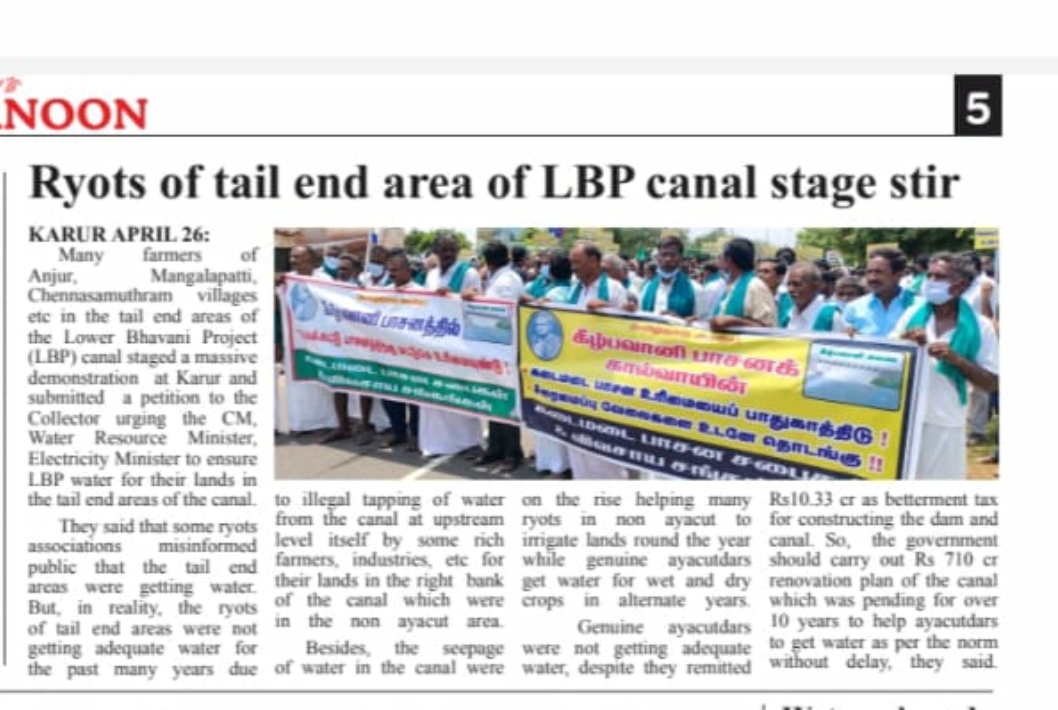 NOON
5
Ryots of tail end area of LBP canal stage stir
KARUR APRIL 26:
Many farmers of
Anjur, Mangalapatti,
Chennasamuthram villages
etc in the tail end areas of
the Lower Bhavani Project
(LBP) canal staged a massive
demonstration at Karur and
submitted a petition to the
Collector urging the CM,
Water Resource Minister,
Electricity Minister to ensure
LBP water for their lands in
the tail end areas of the canal.
They said that some ryots
associations misinformed
public that the tail end
areas were getting water.
But, in reality, the ryots
of tail end areas were not
getting adequate water for
the past many years due
கீழ்பவானி பாசனத்தில்
கடைமடை பாசன சபைகள்
விவசாய சங்கங்கள்
கீழ்பவானி பாசனக்
கால்வாயின்
கடைமடை பாசன உரிமையைப் பாதுகாத்திடு !
சீரமைப்பு வேலைகளை உடனே தொடங்கு !!
கடைமடை பாசன
& விவசாய
to illegal tapping of water
from the canal at upstream
level itself by some rich
farmers, industries, etc for
their lands in the right bank
of the canal which were
in the non ayacut area.
Besides, the seepage
of water in the canal were
on the rise helping many
ryots in non ayacut to
irrigate lands round the year
while genuine ayacutdars
get water for wet and dry
crops in alternate years.
Genuine ayacutdars
were not getting adequate
water, despite they remitted
Rs10.33 cr as betterment tax
for constructing the dam and
canal. So, the government
should carry out Rs 710 cr
renovation plan of the canal
which was pending for over
10 years to help ayacutdars
to get water as per the norm
without delay, they said.